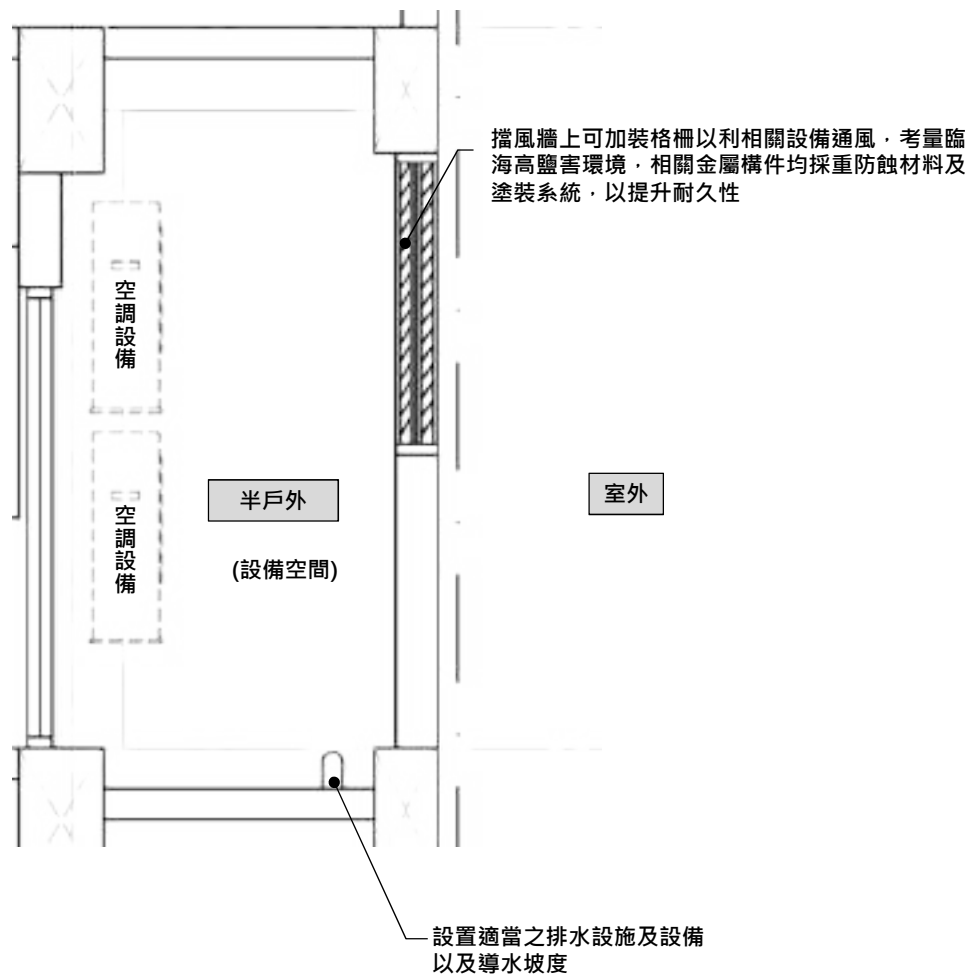 擋風牆上可加裝格柵以利相關設備通風，考量臨
海高鹽害環境，相關金屬構件均採重防蝕材料及
塗裝系統，以提升耐久性
空調設備
空調設備
半戶外
(設備空間)
室外
設置適當之排水設施及設備
以及導水坡度